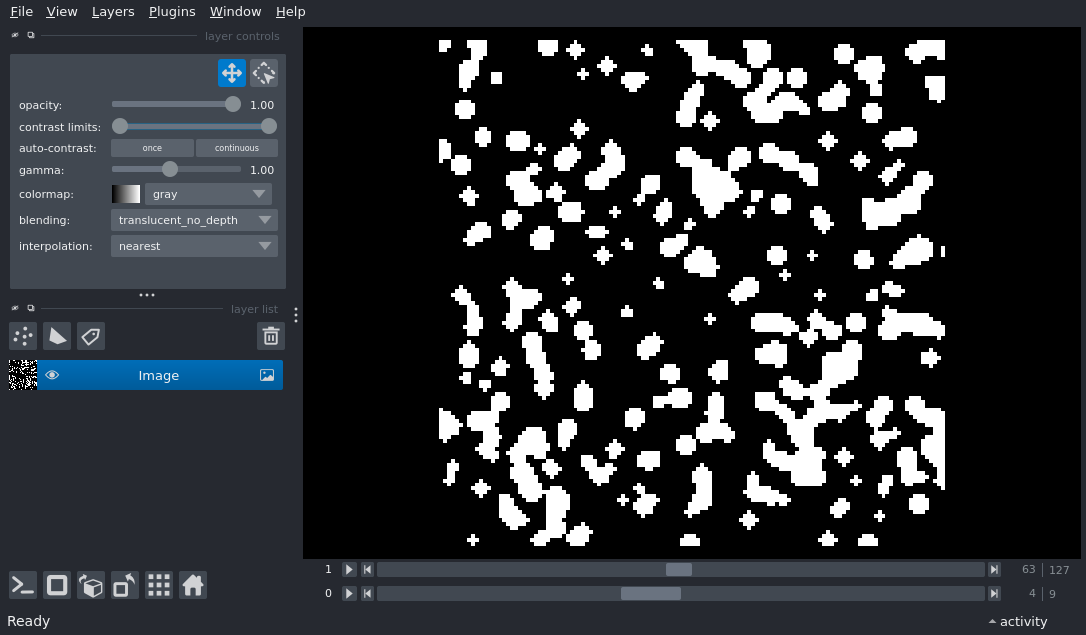 File View Layers Plugins Window Help
layer controls
opacity: 1.00
contrast limits:
auto-contrast: once continuous
gamma: 1.00
colormap: gray
blending: translucent_no_depth
interpolation: nearest
layer list
Image
1 63 127
0 4 9
Ready activity